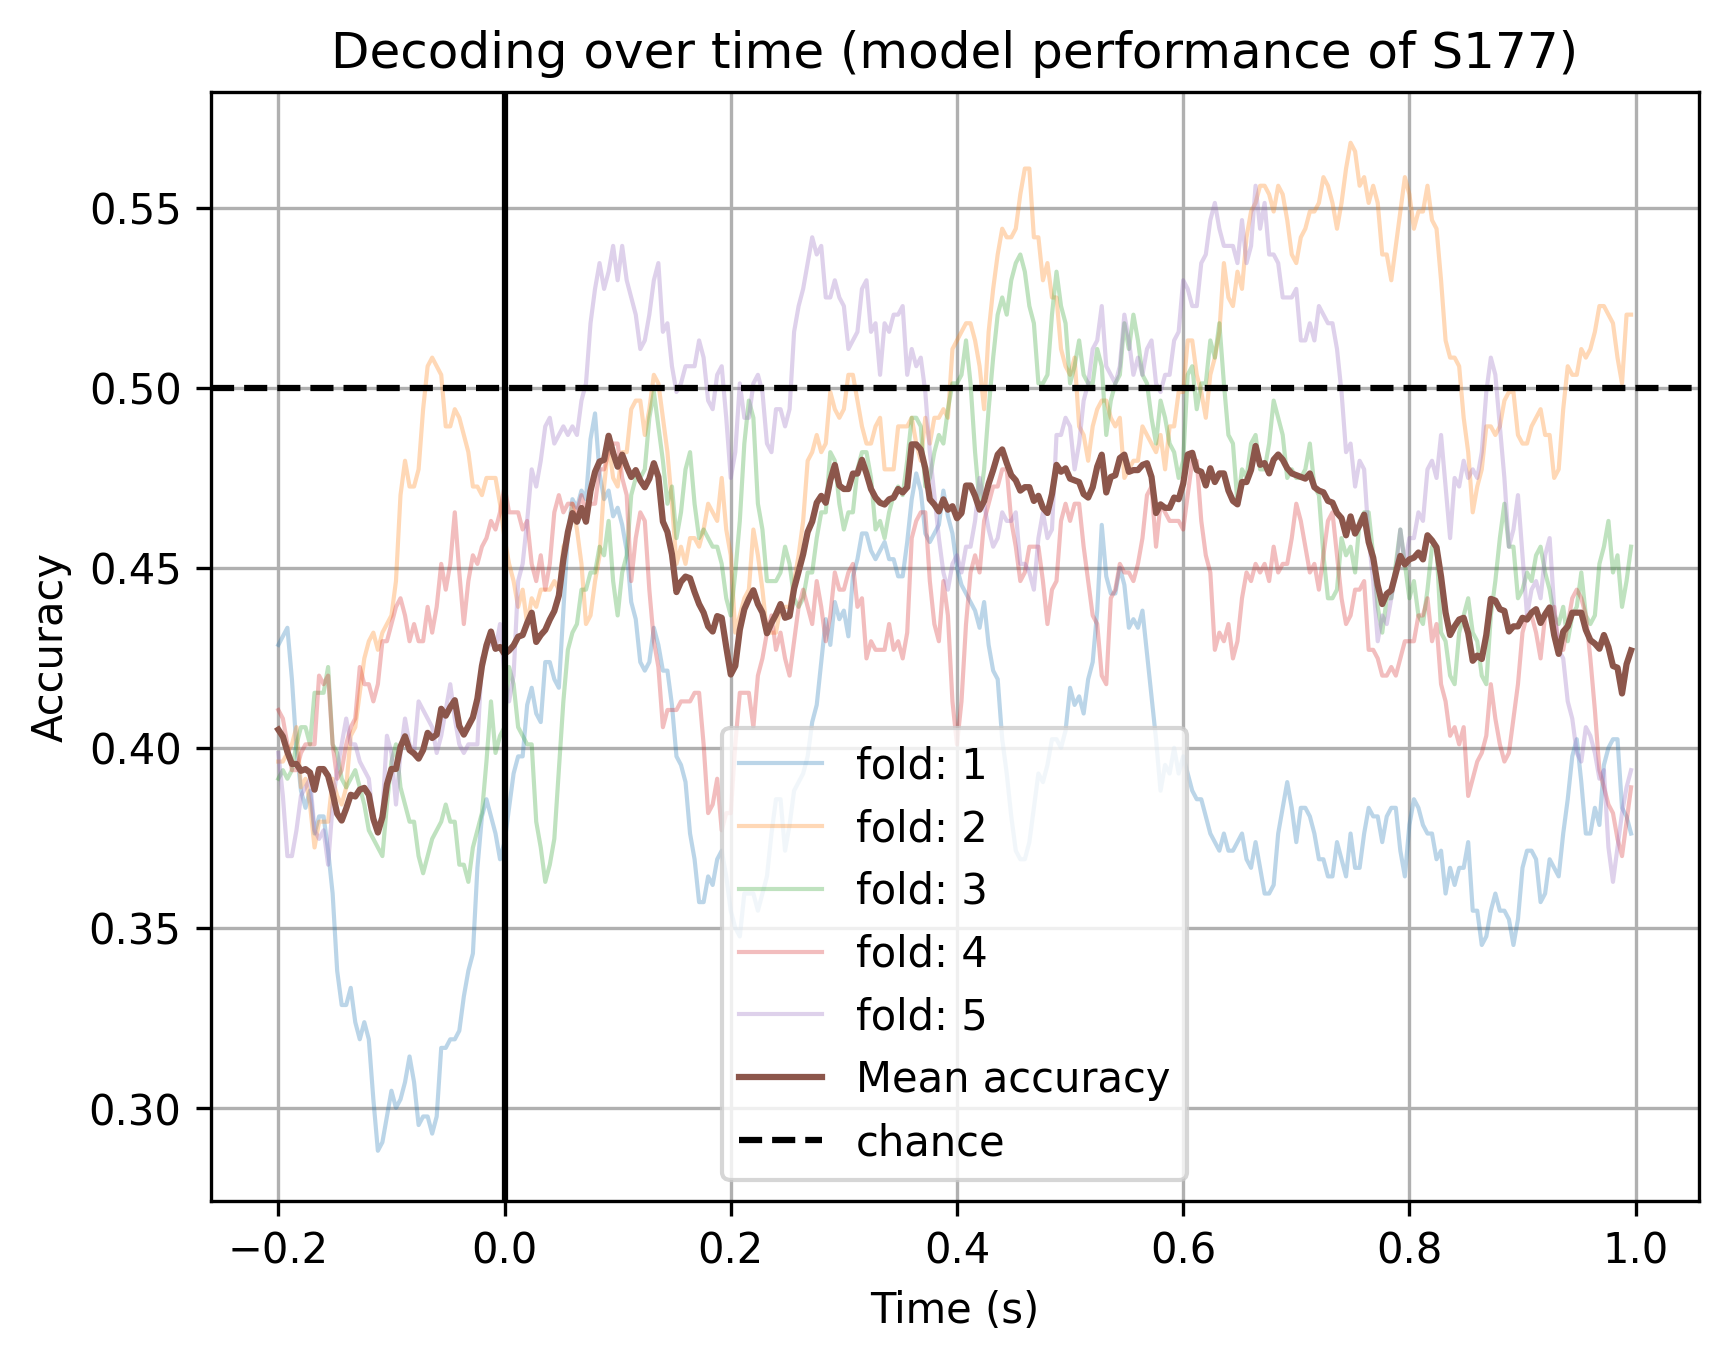 Decoding over time (model performance of S177)
Accuracy
0.55
0.50
0.45
0.40
0.35
0.30
fold: 1
fold: 2
fold: 3
fold: 4
fold: 5
Mean accuracy
chance
−0.2 0.0 0.2 0.4 0.6 0.8 1.0
Time (s)